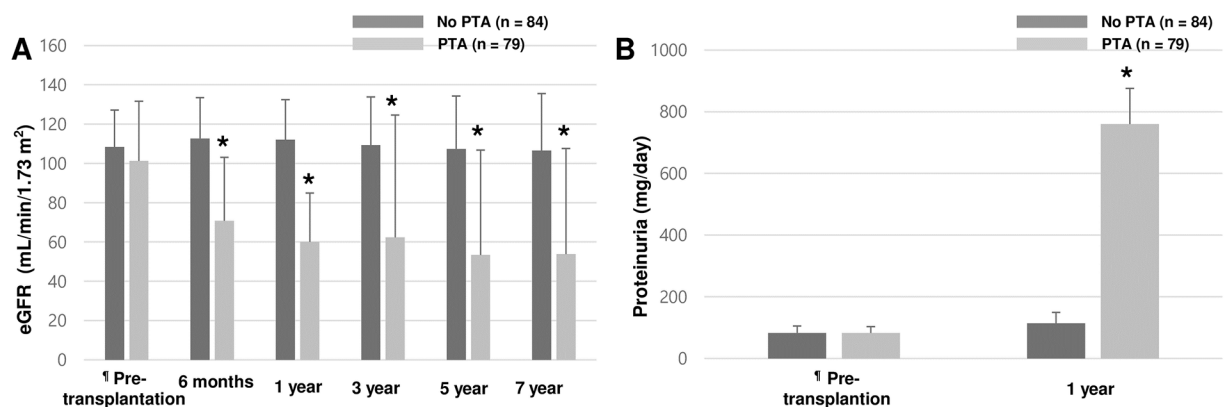 A
No PTA (n = 84)
PTA (n = 79)
eGFR (mL/min/1.73 m²)
160
140
120
100
80
60
40
20
0
*
*
*
*
*
¶ Pre-
transplantation
6 months
1 year
3 year
5 year
7 year
B
No PTA (n = 84)
PTA (n = 79)
Proteinuria (mg/day)
1000
800
600
400
200
0
*
¶ Pre-
transplantion
1 year